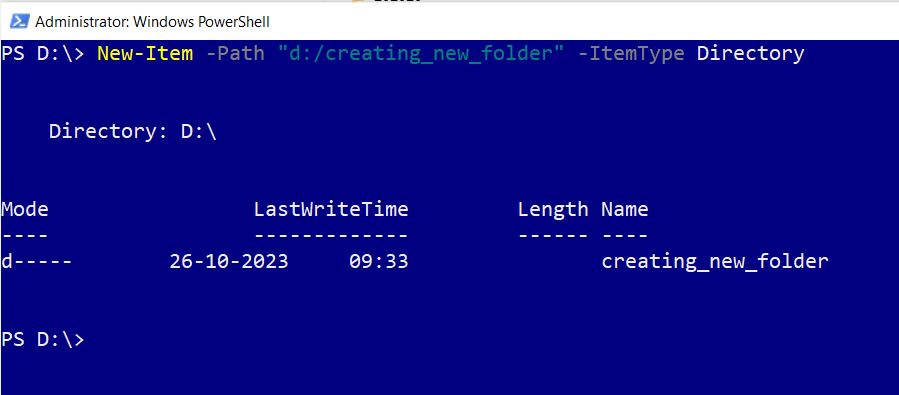 Administrator: Windows PowerShell
PS D:\> New-Item -Path "d:/creating_new_folder" -ItemType Directory
Directory: D:\
Mode LastWriteTime Length Name
---- ------------- ------ ----
d----- 26-10-2023 09:33 creating_new_folder
PS D:\>